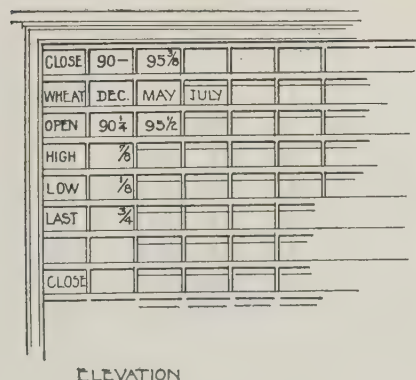 CLOSE 90- 95⅜
WHEAT DEC. MAY JULY
OPEN 90¼ 95½
HIGH ⅞
LOW ⅛
LAST ¾
CLOSE
ELEVATION